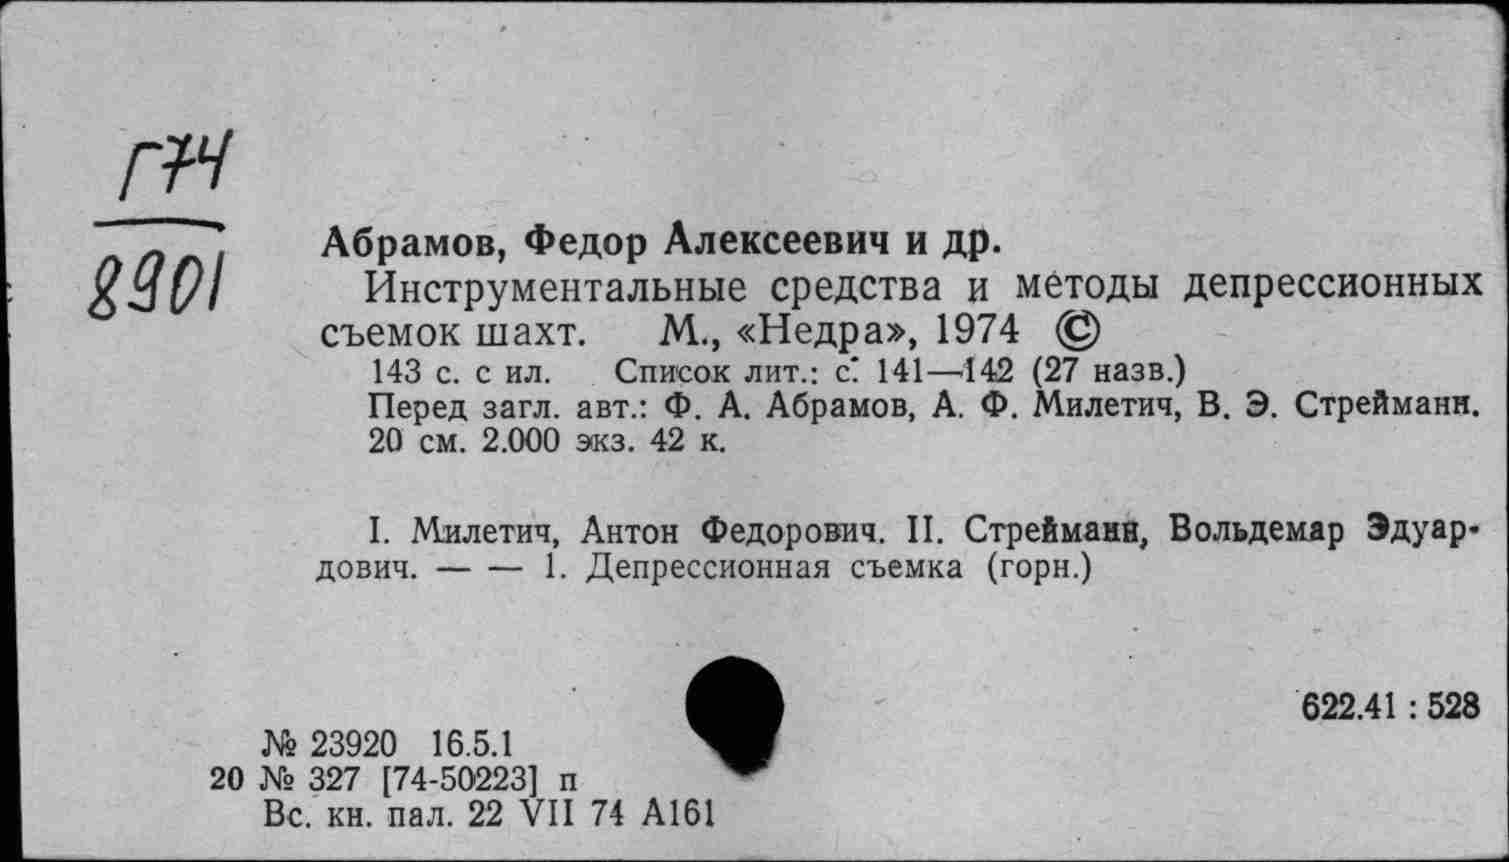 Г74
8901
Абрамов, Федор Алексеевич и др.
Инструментальные средства и методы депрессионных
съемок шахт. М., «Недра», 1974 ©
143 с. с ил. Список лит.: с. 141—142 (27 назв.)
Перед загл. авт.: Ф. А. Абрамов, А. Ф. Милетич, В. Э. Стрейманн.
20 см. 2.000 экз. 42 к.
I. Милетич, Антон Федорович. II. Стрейманн, Вольдемар Эдуар-
дович. — — 1. Депрессионная съемка (горн.)
622.41 : 528
№ 23920 16.5.1
20 № 327 [74-50223] п
Вс. кн. пал. 22 VII 74 А161